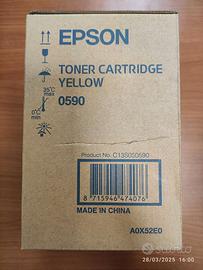 EPSON
TONER CARTRIDGE
YELLOW
0590
35°C
max
0°C
min
Product No. C13S050590
8 715946 474076
MADE IN CHINA
A0X52E0
subito
28/03/2025 16:00